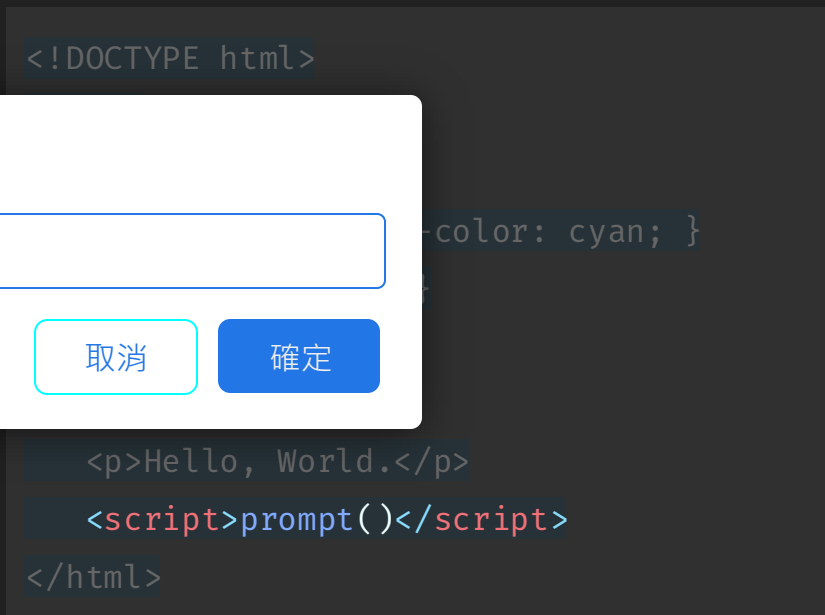 <!DOCTYPE html>
-color: cyan; }
}
取消
確定
<p>Hello, World.</p>
<script>prompt()</script>
</html>